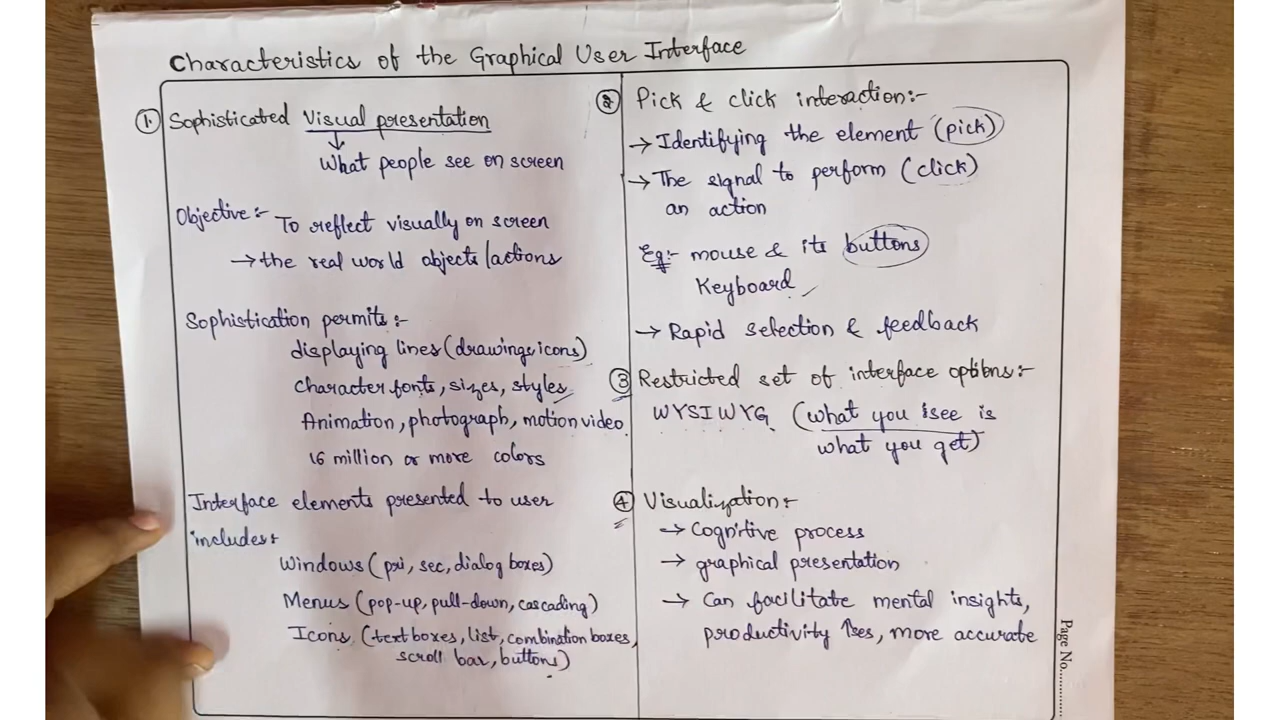 Characteristics of the Graphical User Interface
① Sophisticated Visual presentation
What people see on screen
Objective:- To reflect visually on screen
→ the real world objects/actions
Sophistication permits:-
displaying lines (drawings, icons)
character fonts, sizes, styles
Animation, photograph, motion video
16 million or more colors
Interface elements presented to user
includes:-
Windows (pri, sec, dialog boxes)
Menus (pop-up, pull-down, cascading)
Icons (text boxes, list, combination boxes,
scroll bar, buttons)
② Pick & click interaction:-
→ Identifying the element (pick)
→ The signal to perform (click)
an action
Eg:- mouse & its buttons
Keyboard
→ Rapid selection & feedback
③ Restricted set of interface options:-
WYSIWYG (what you see is
what you get)
④ Visualization:-
→ Cognitive process
→ graphical presentation
→ Can facilitate mental insights,
productivity ↑ses, more accurate
Page No..............